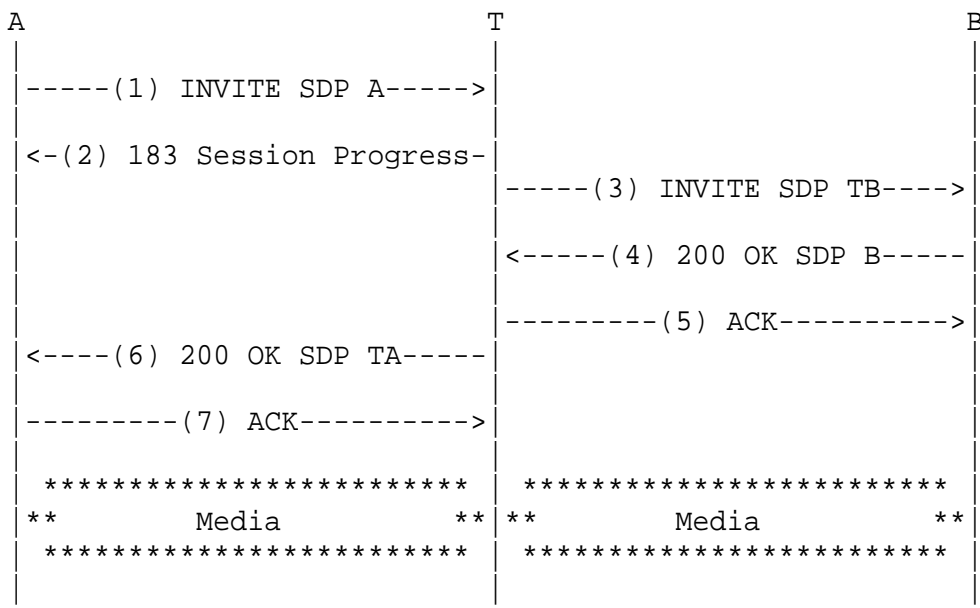 A T B
|-----(1) INVITE SDP A----->|
|<-(2) 183 Session Progress-|
|-----(3) INVITE SDP TB---->|
|<-----(4) 200 OK SDP B-----|
|---------(5) ACK---------->|
|<----(6) 200 OK SDP TA-----|
|---------(7) ACK---------->|
************************* *************************
|** Media **|** Media **|
************************* *************************